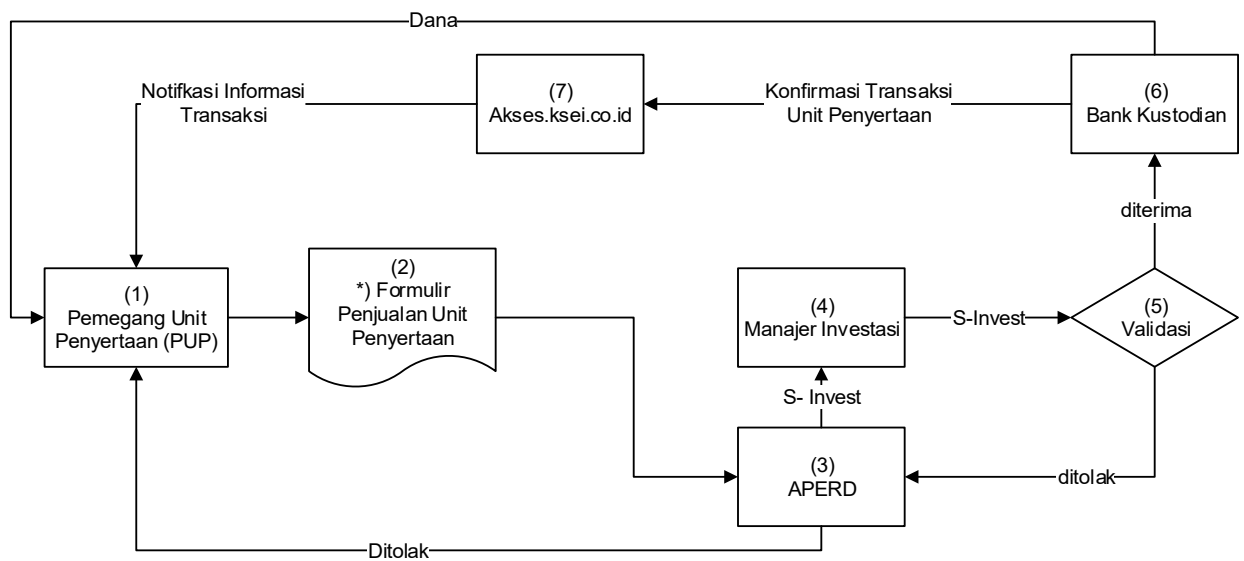 Dana
Notifkasi Informasi
Transaksi
(7)
Akses.ksei.co.id
Konfirmasi Transaksi
Unit Penyertaan
(6)
Bank Kustodian
diterima
(1)
Pemegang Unit
Penyertaan (PUP)
(2)
*) Formulir
Penjualan Unit
Penyertaan
(4)
Manajer Investasi
S-Invest
(5)
Validasi
S- Invest
(3)
APERD
ditolak
Ditolak